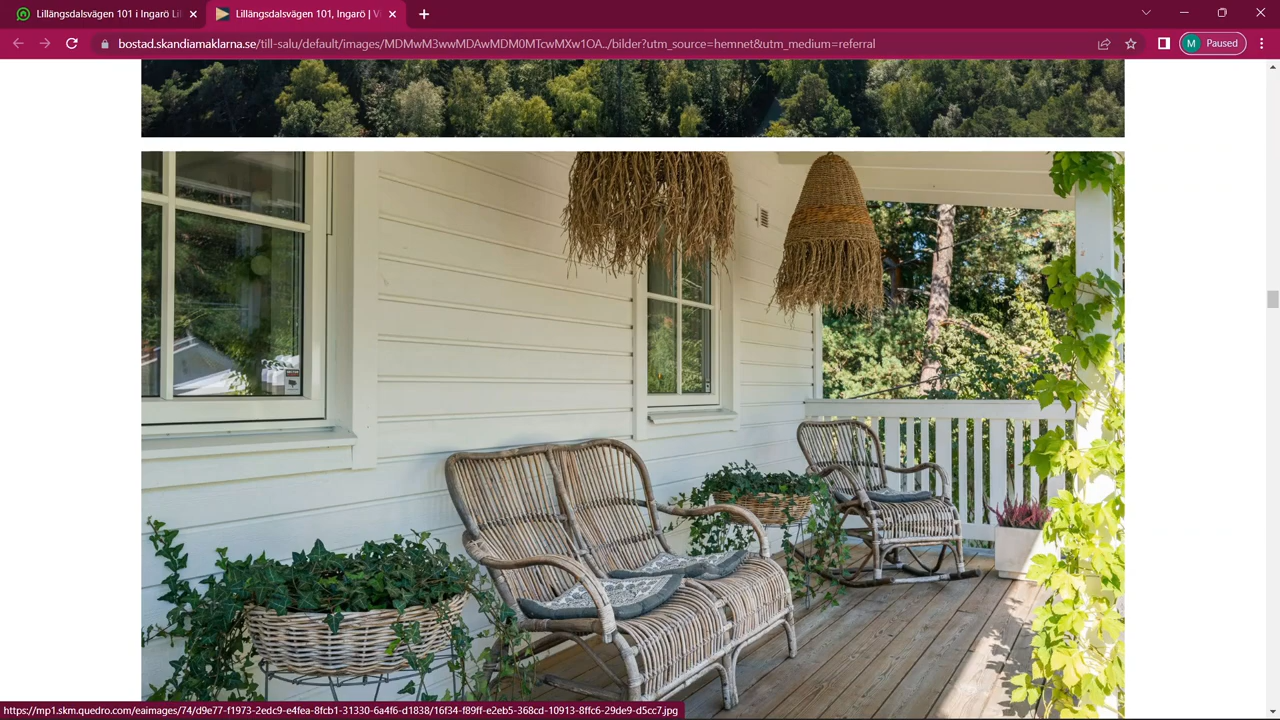 Lillängsdalsvägen 101 i Ingarö Lil
Lillängsdalsvägen 101, Ingarö | Vi
bostad.skandiamaklarna.se/till-salu/default/images/MDMwM3wwMDAwMDM0MTcwMXw1OA../bilder?utm_source=hemnet&utm_medium=referral
M Paused
https://mp1.skm.quedro.com/eaimages/74/d9e77-f1973-2edc9-e4fea-8fcb1-31330-6a4f6-d1838/16f34-f89ff-e2eb5-368cd-10913-8ffc6-29de9-d5cc7.jpg